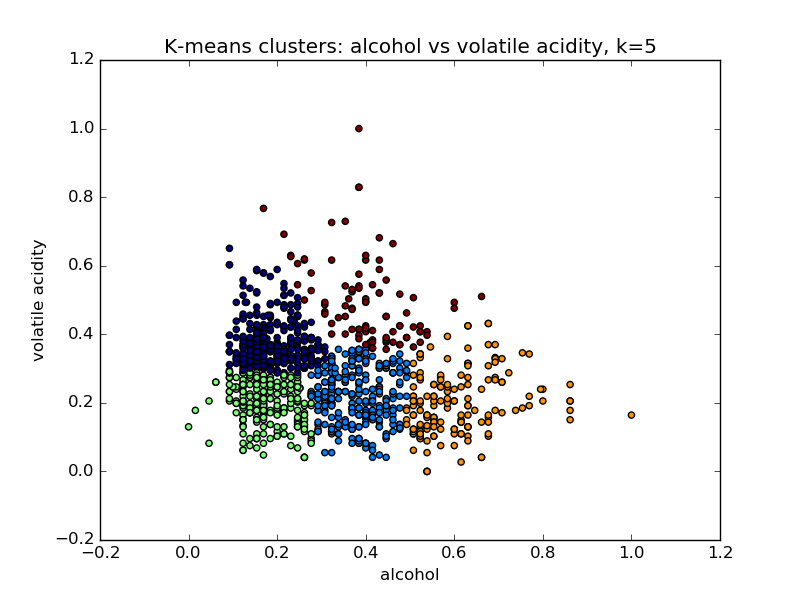 K-means clusters: alcohol vs volatile acidity, k=5
1.2
1.0
0.8
0.6
0.4
0.2
0.0
−0.2
volatile acidity
−0.2 0.0 0.2 0.4 0.6 0.8 1.0 1.2
alcohol